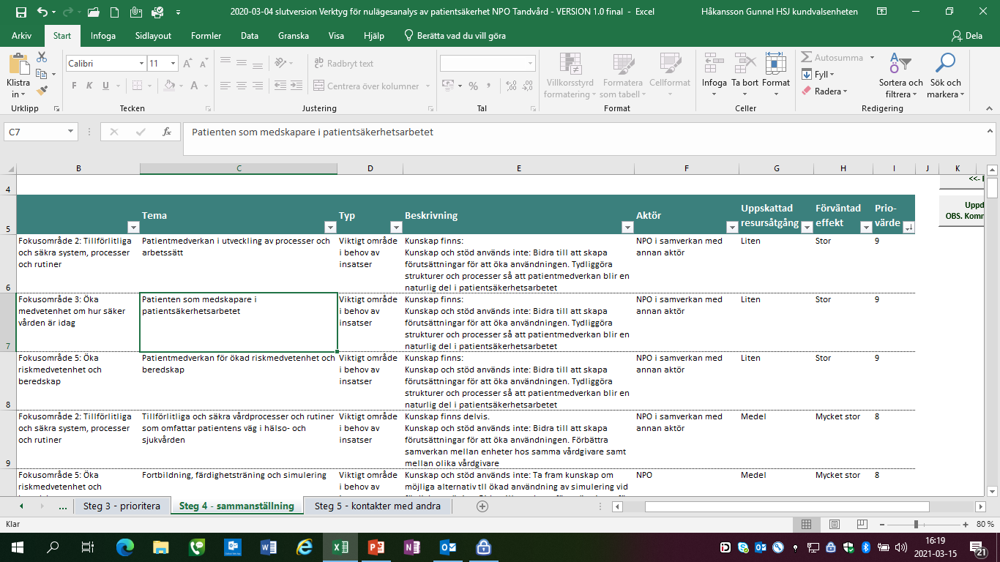 2020-03-04 slutversion Verktyg för nulägesanalys av patientsäkerhet NPO Tandvård - VERSION 1.0 final - Excel
Håkansson Gunnel HSJ kundvalsenheten
Arkiv Start Infoga Sidlayout Formler Data Granska Visa Hjälp Berätta vad du vill göra Dela
Klistra in
Urklipp
Calibri 11
F K U
Tecken
Radbryt text
Centrera över kolumner
Justering
Tal
Villkorsstyrd formatering
Formatera som tabell
Cellformat
Format
Infoga Ta bort Format
Celler
Autosumma
Fyll
Radera
Sortera och filtrera
Sök och markera
Redigering
C7 fx Patienten som medskapare i patientsäkerhetsarbetet
B C D E F G H I J K
4
5
Tema Typ Beskrivning Aktör
Uppskattad resursåtgång
Förväntad effekt
Prio-
värde
<<-
Uppd
OBS. Komm
6
Fokusområde 2: Tillförlitliga
och säkra system, processer
och rutiner
Patientmedverkan i utveckling av processer och
arbetssätt
Viktigt område
i behov av
insatser
Kunskap finns:
Kunskap och stöd används inte: Bidra till att skapa
förutsättningar för att öka användningen. Tydliggöra
strukturer och processer så att patientmedverkan blir en
naturlig del i patientsäkerhetsarbetet
NPO i samverkan med
annan aktör
Liten
Stor
9
7
Fokusområde 3: Öka
medvetenhet om hur säker
vården är idag
Patienten som medskapare i
patientsäkerhetsarbetet
Viktigt område
i behov av
insatser
Kunskap finns:
Kunskap och stöd används inte: Bidra till att skapa
förutsättningar för att öka användningen. Tydliggöra
strukturer och processer så att patientmedverkan blir en
naturlig del i patientsäkerhetsarbetet
NPO i samverkan med
annan aktör
Liten
Stor
9
8
Fokusområde 5: Öka
riskmedvetenhet och
beredskap
Patientmedverkan för ökad riskmedvetenhet och
beredskap
Viktigt område
i behov av
insatser
Kunskap finns:
Kunskap och stöd används inte: Bidra till att skapa
förutsättningar för att öka användningen. Tydliggöra
strukturer och processer så att patientmedverkan blir en
naturlig del i patientsäkerhetsarbetet
NPO i samverkan med
annan aktör
Liten
Stor
9
9
Fokusområde 2: Tillförlitliga
och säkra system, processer
och rutiner
Tillförlitliga och säkra vårdprocesser och rutiner
som omfattar patientens väg i hälso- och
sjukvården
Viktigt område
i behov av
insatser
Kunskap finns delvis.
Kunskap och stöd används inte: Bidra till att skapa
förutsättningar för att öka användningen. Förbättra
samverkan mellan enheter hos samma vårdgivare samt
mellan olika vårdgivare
NPO i samverkan med
annan aktör
Medel
Mycket stor
8
Fokusområde 5: Öka
riskmedvetenhet och
Fortbildning, färdighetsträning och simulering
Viktigt område
i behov av
Kunskap och stöd används inte: Ta fram kunskap om
möjliga alternativ tll ökad användning av simulering vid
NPO
Medel
Mycket stor
8
... Steg 3 - prioritera Steg 4 - sammanställning Steg 5 - kontakter med andra
Klar
80 %
16:19
2021-03-15
21